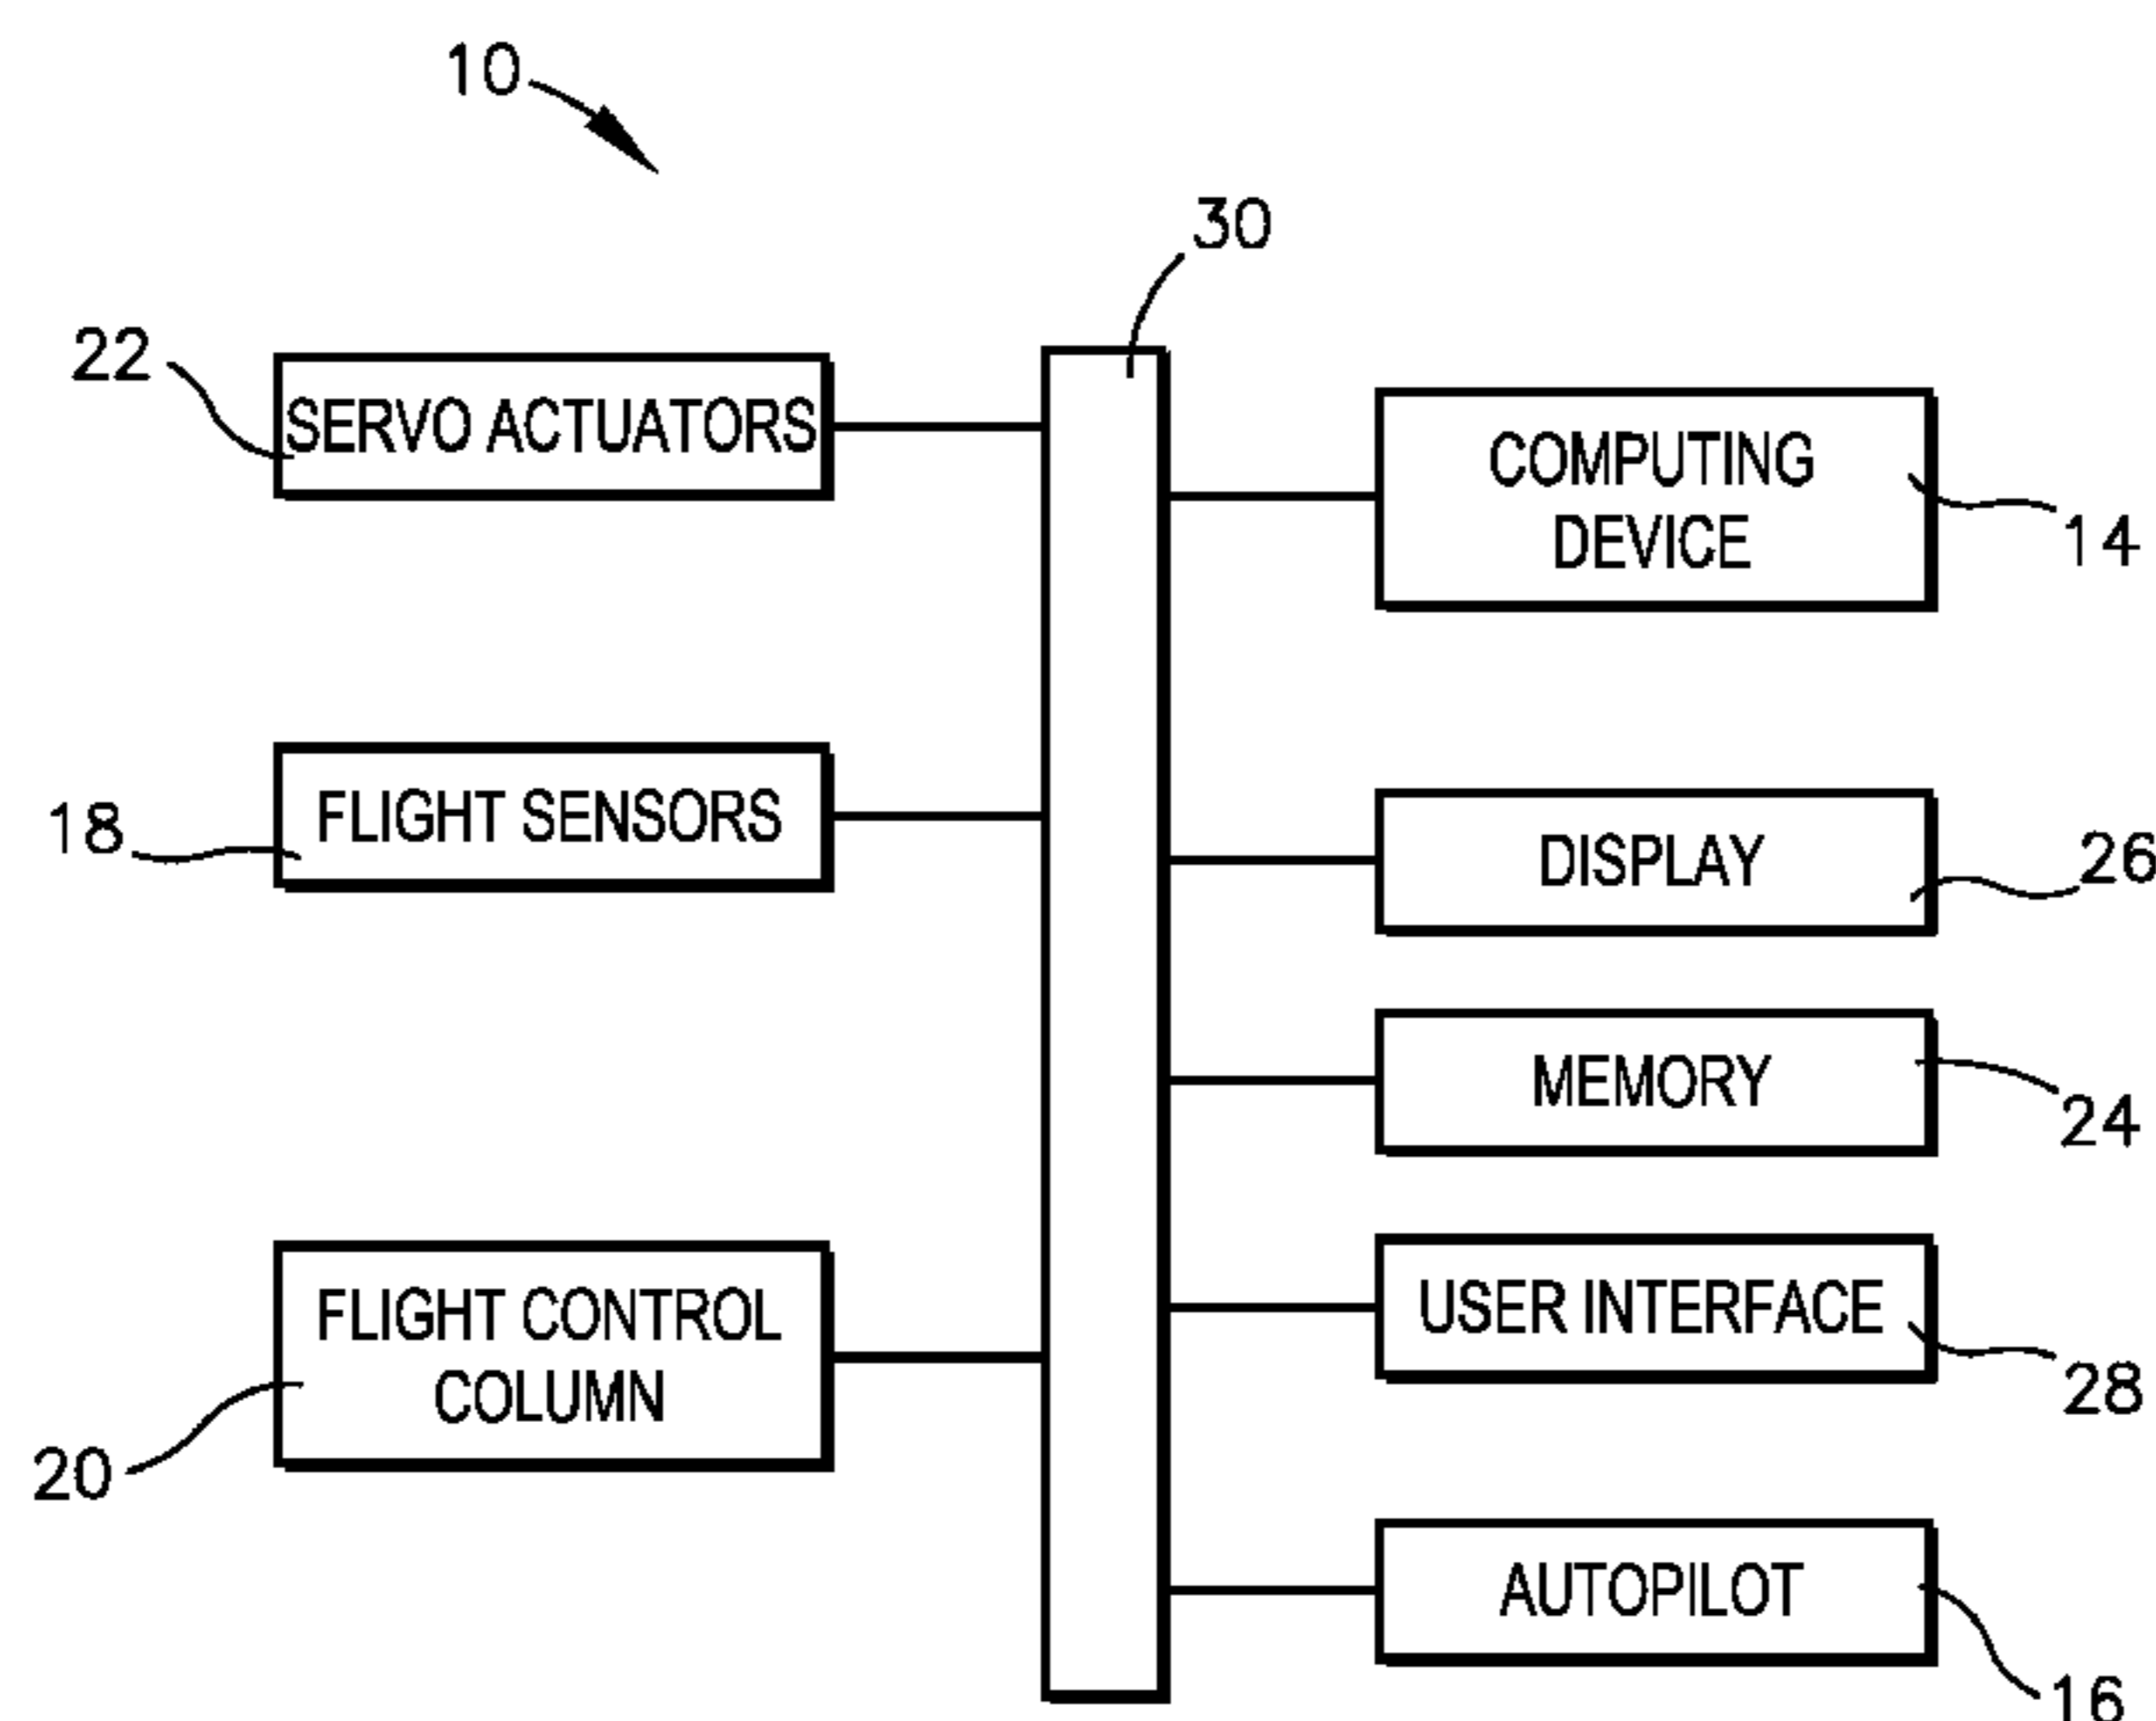 10
30
22
SERVO ACTUATORS
COMPUTING
DEVICE
14
FLIGHT SENSORS
18
DISPLAY
26
MEMORY
24
FLIGHT CONTROL
COLUMN
20
USER INTERFACE
28
AUTOPILOT
16